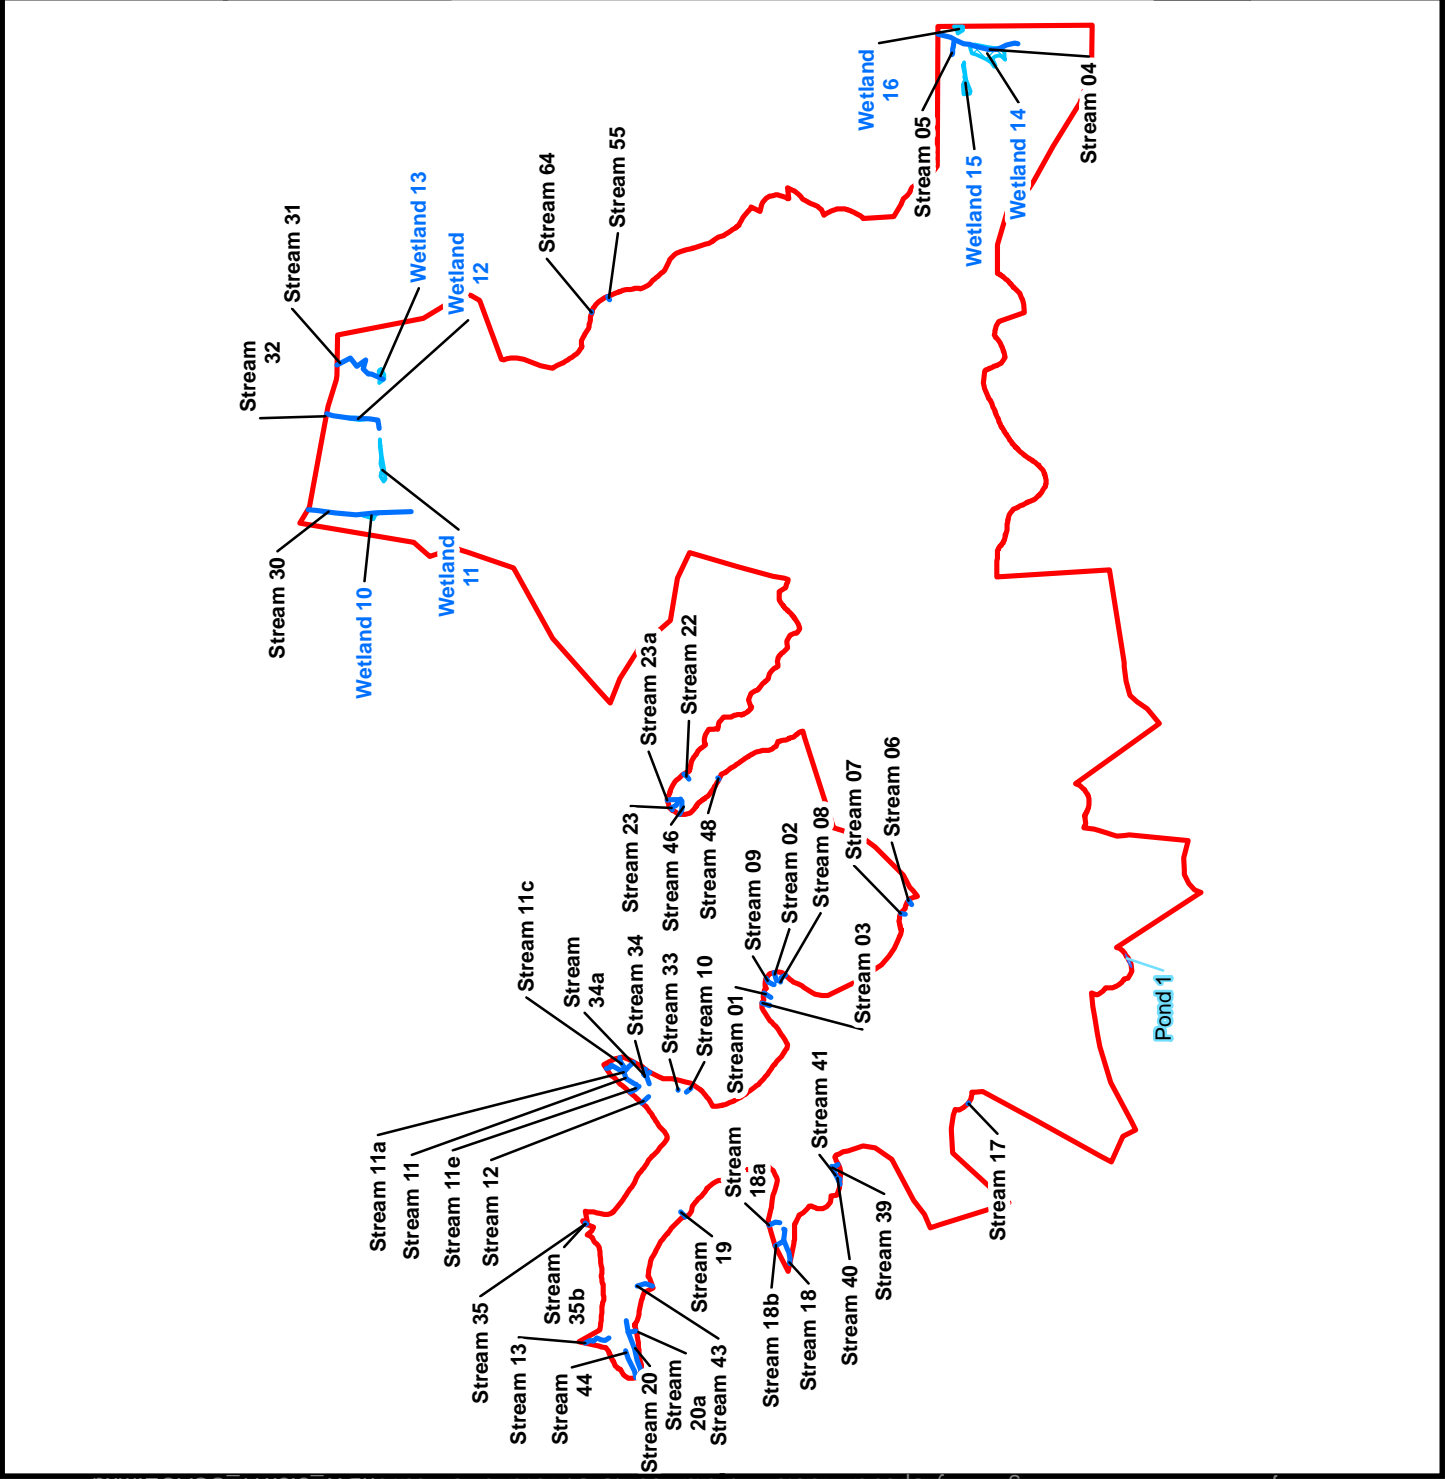 Wetland
16
Stream 04
Stream 05
Wetland 14
Wetland 15
Stream 55
Stream 64
Wetland 13
Stream 31
Wetland
12
Stream
32
Wetland
11
Stream 30
Wetland 10
Stream 22
Stream 23a
Stream 06
Stream 07
Stream 23
Stream 46
Stream 48
Stream 08
Stream 02
Stream 09
Stream 11c
Stream
34a
Stream 34
Stream 33
Stream 10
Stream 03
Stream 01
Pond 1
Stream 41
Stream
18a
Stream 11a
Stream 11
Stream 11e
Stream 12
Stream 17
Stream 39
Stream 40
Stream
19
Stream
35b
Stream 35
Stream 18b
Stream 18
Stream 13
Stream
44
Stream 20
Stream
20a
Stream 43